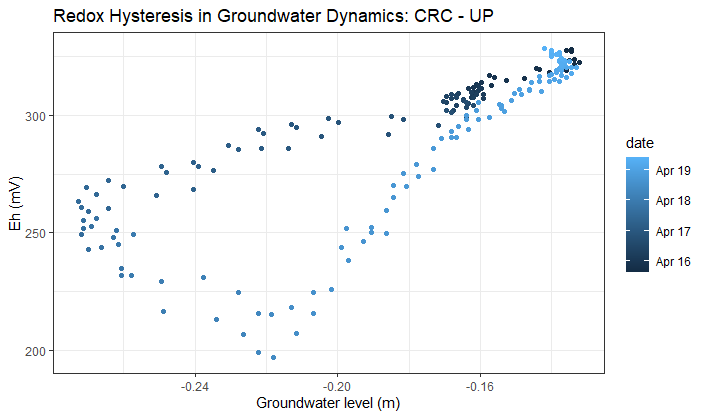 Redox Hysteresis in Groundwater Dynamics: CRC - UP
300
250
200
Eh (mV)
-0.24
-0.20
-0.16
Groundwater level (m)
date
Apr 19
Apr 18
Apr 17
Apr 16